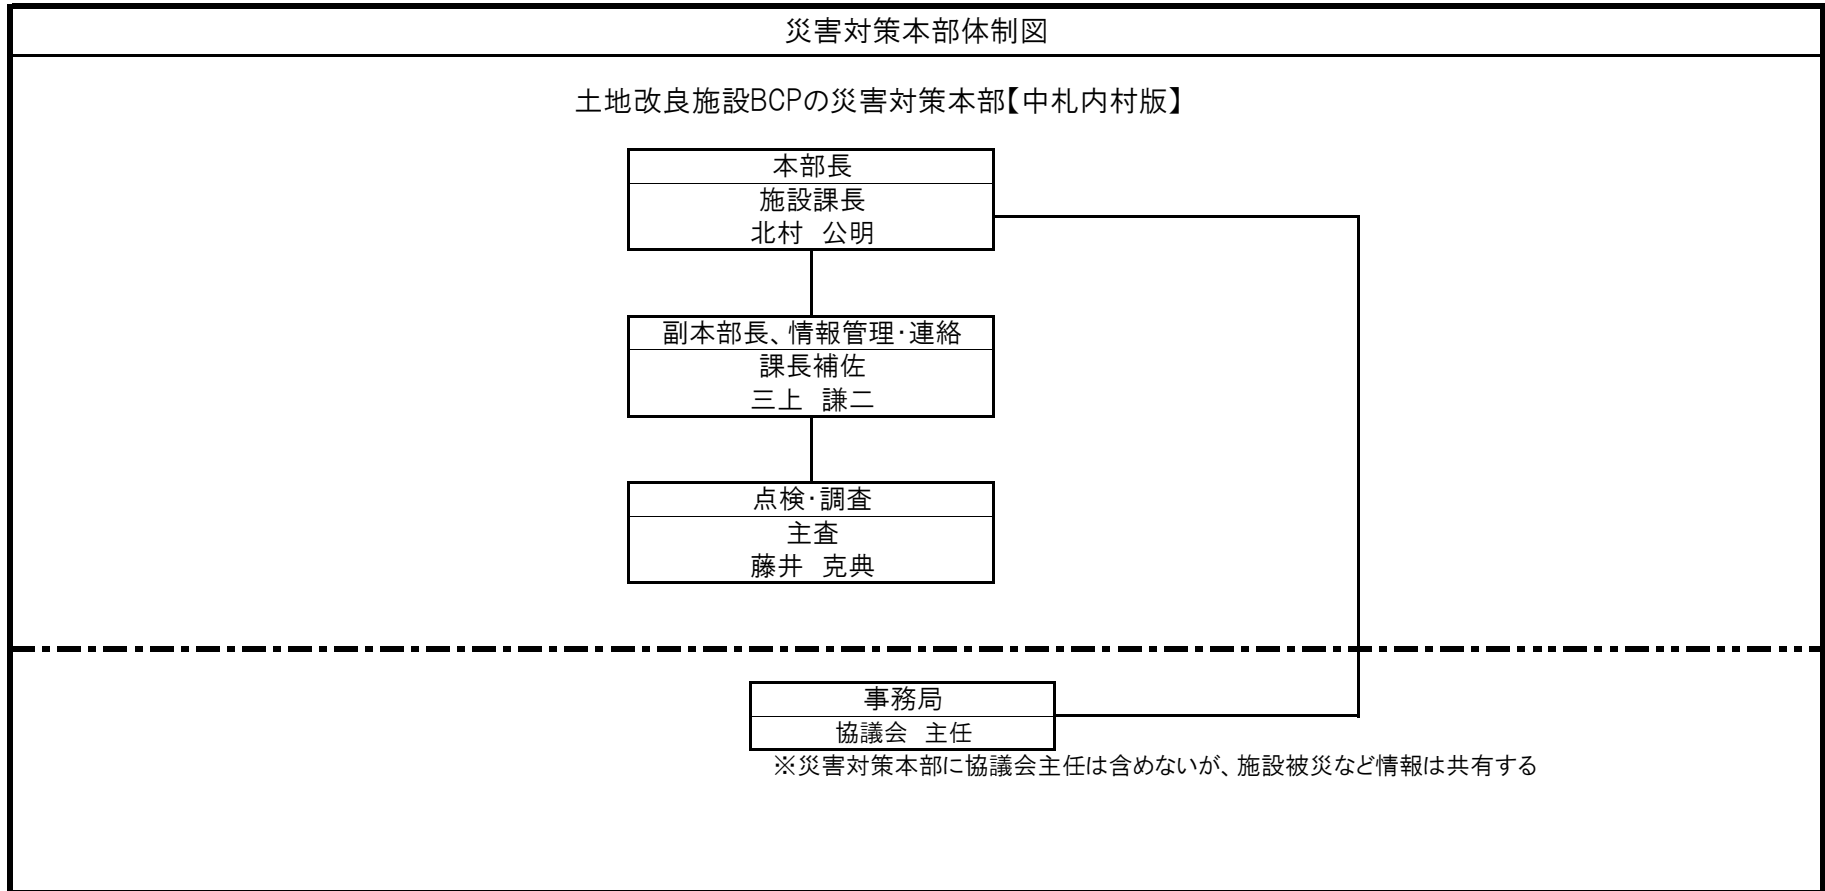 災害対策本部体制図
土地改良施設BCPの災害対策本部【中札内村版】
本部長
施設課長
北村　公明
副本部長、情報管理・連絡
課長補佐
三上　謙二
点検・調査
主査
藤井　克典
事務局
協議会　主任
※災害対策本部に協議会主任は含めないが、施設被災など情報は共有する